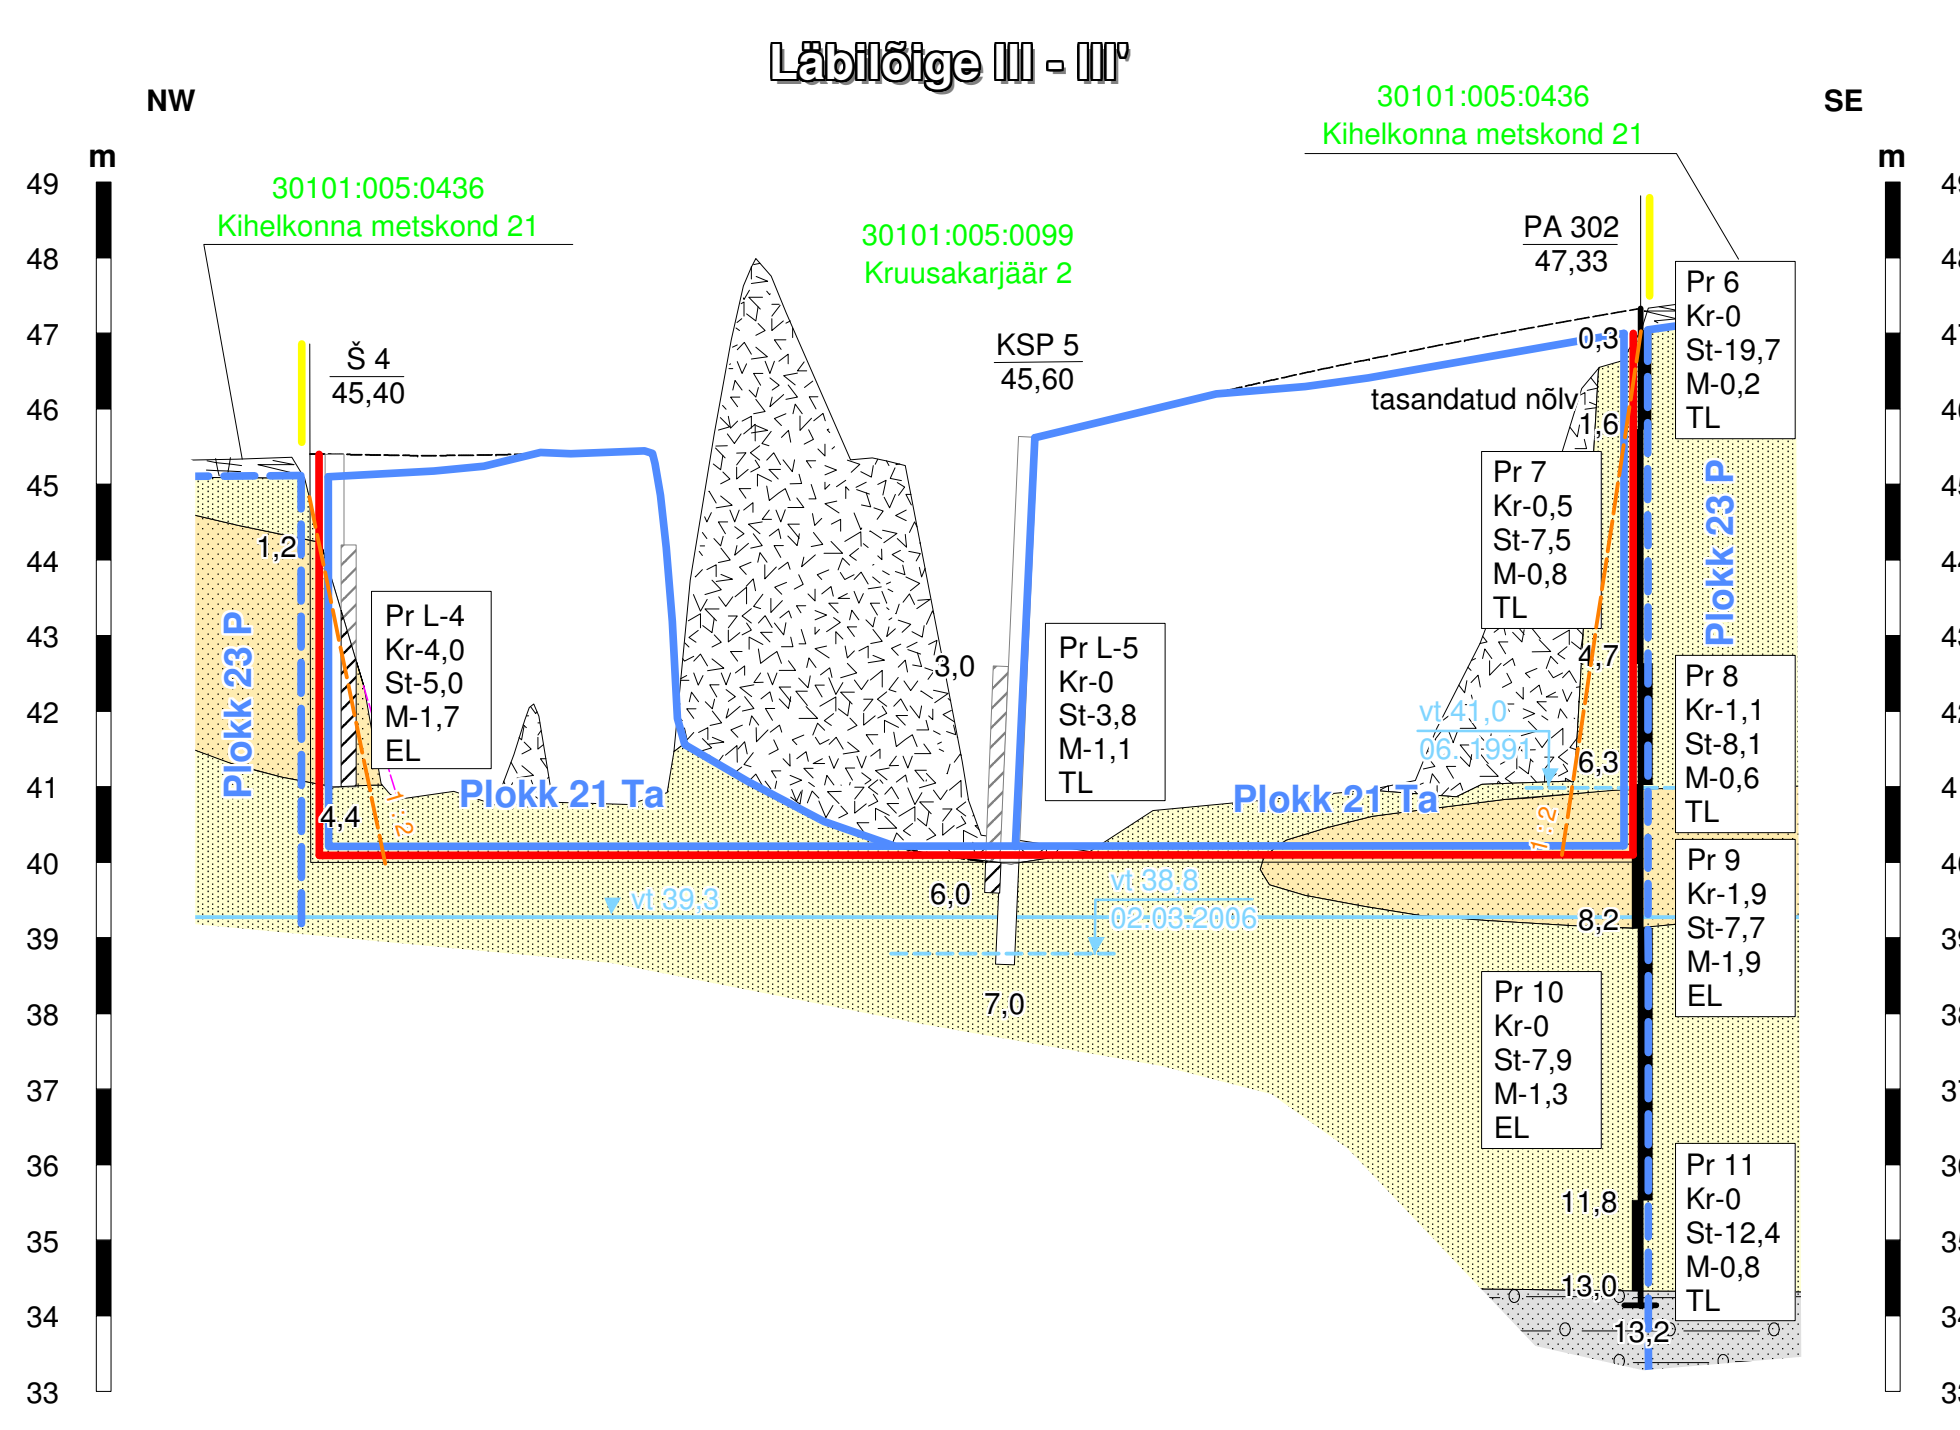 Läbilõige III - III'
NW
SE
m
m
30101:005:0436
Kihelkonna metskond 21
30101:005:0436
Kihelkonna metskond 21
30101:005:0099
Kruusakarjäär 2
49
48
47
46
45
44
43
42
41
40
39
38
37
36
35
34
33
Š 4
45,40
KSP 5
45,60
PA 302
47,33
tasandatud nõlv
0,3
1,6
4,7
6,3
8,2
11,8
13,0
13,2
1,2
4,4
3,0
6,0
7,0
Pr L-4
Kr-4,0
St-5,0
M-1,7
EL
Pr L-5
Kr-0
St-3,8
M-1,1
TL
Pr 6
Kr-0
St-19,7
M-0,2
TL
Pr 7
Kr-0,5
St-7,5
M-0,8
TL
Pr 8
Kr-1,1
St-8,1
M-0,6
TL
Pr 9
Kr-1,9
St-7,7
M-1,9
EL
Pr 10
Kr-0
St-7,9
M-1,3
EL
Pr 11
Kr-0
St-12,4
M-0,8
TL
Plokk 23 P
Plokk 21 Ta
Plokk 21 Ta
Plokk 23 P
1 : 2
1 : 2
vt 41,0
06. 1991
vt 39,3
vt 38,8
02.03.2006